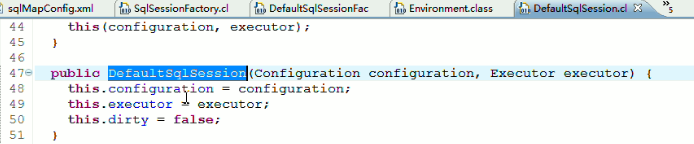 sqlMapConfig.xml SqlSessionFactory.cl DefaultSqlSessionFac Environment.class DefaultSqlSession.cl »5
44 this(configuration, executor);
45 }
46
47 public DefaultSqlSession(Configuration configuration, Executor executor) {
48 this.configuration = configuration;
49 this.executor = executor;
50 this.dirty = false;
51 }